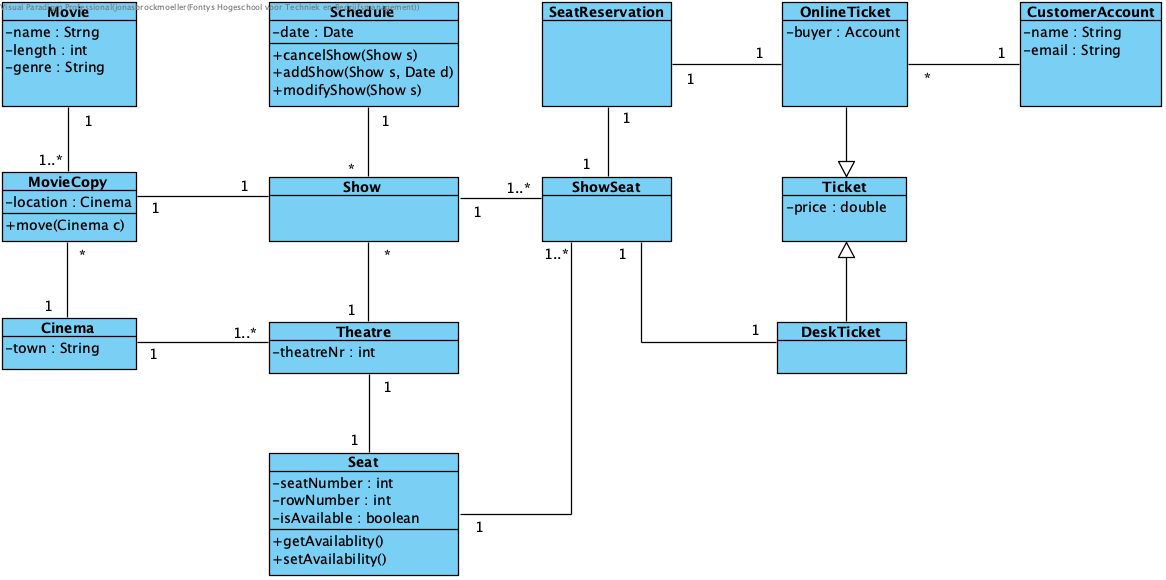 Visual Paradigm Professional(jonasbrockmoeller(Fontys Hogeschool voor Techniek en
Movie
-name : Strng
-length : int
-genre : String
Schedule
-date : Date
+cancelShow(Show s)
+addShow(Show s, Date d)
+modifyShow(Show s)
SeatReservation
OnlineTicket
-buyer : Account
CustomerAccount
-name : String
-email : String
1
1..*
1
*
1
1
1
1
1
*
MovieCopy
-location : Cinema
+move(Cinema c)
1
1
Show
1..*
1
ShowSeat
Ticket
-price : double
*
1
*
1
1..*
1
Cinema
-town : String
1..*
1
Theatre
-theatreNr : int
1
DeskTicket
1
1
Seat
-seatNumber : int
-rowNumber : int
-isAvailable : boolean
+getAvailablity()
+setAvailability()
1